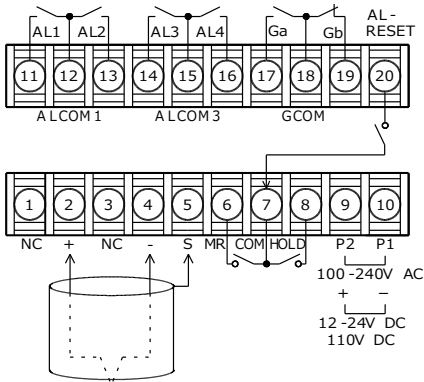 AL1 AL2 AL3 AL4 Ga Gb AL-
RESET
11 12 13 14 15 16 17 18 19 20
ALCOM1 ALCOM3 GCOM
1 2 3 4 5 6 7 8 9 10
NC + NC - S MR COM HOLD P2 P1
100-240V AC
+ −
12-24V DC
110V DC